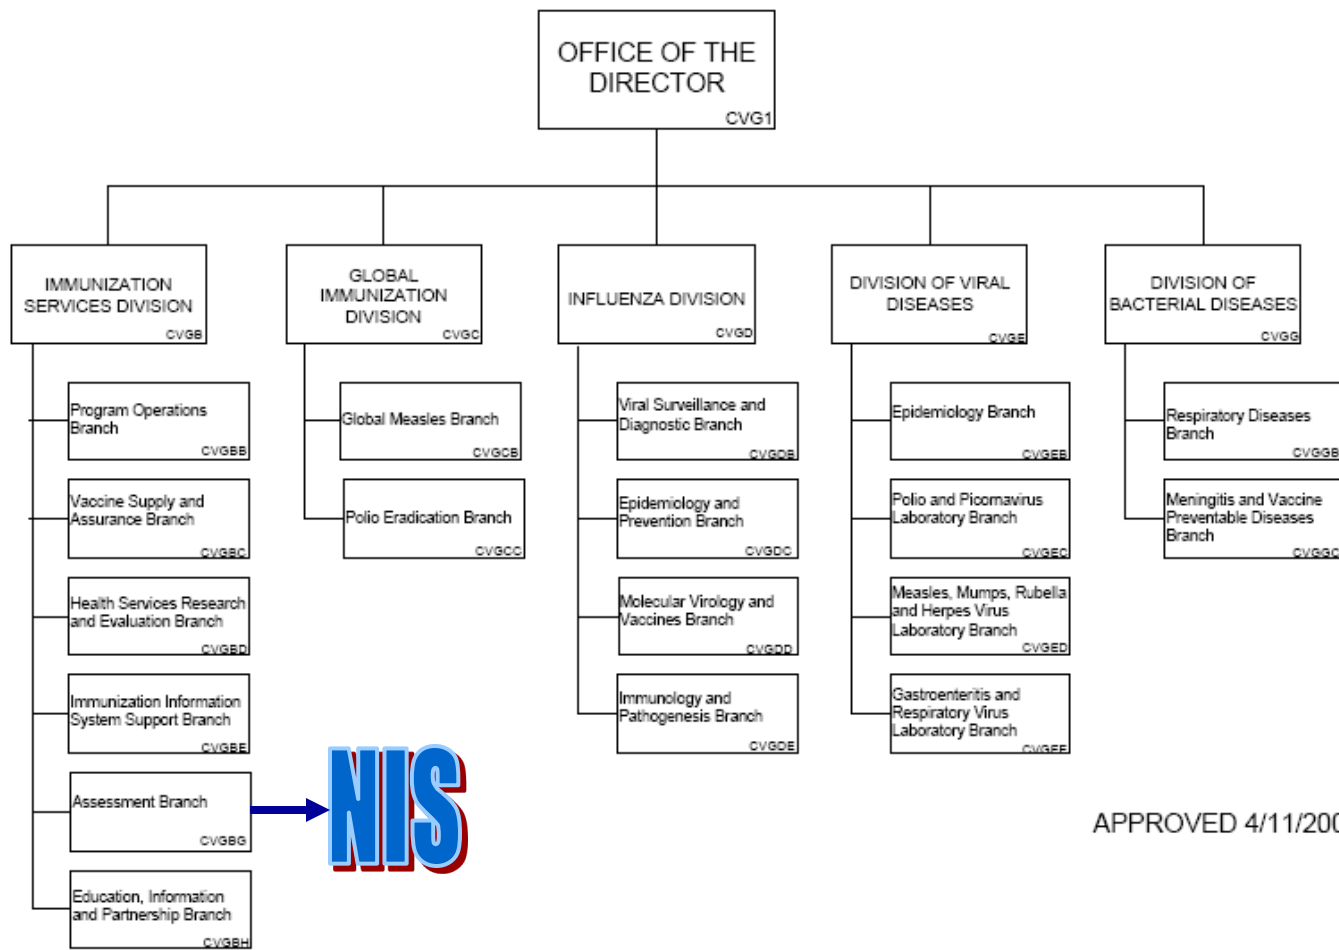 OFFICE OF THE
DIRECTOR
CVG1
IMMUNIZATION
SERVICES DIVISION
CVGB
GLOBAL
IMMUNIZATION
DIVISION
CVGC
INFLUENZA DIVISION
CVGD
DIVISION OF VIRAL
DISEASES
CVGE
DIVISION OF
BACTERIAL DISEASES
CVGG
Program Operations
Branch
CVGBB
Vaccine Supply and
Assurance Branch
CVGBC
Health Services Research
and Evaluation Branch
CVGBD
Immunization Information
System Support Branch
CVGBE
Assessment Branch
CVGBG
NIS
Education, Information
and Partnership Branch
CVGBH
Global Measles Branch
CVGCB
Polio Eradication Branch
CVGCC
Viral Surveillance and
Diagnostic Branch
CVGDB
Epidemiology and
Prevention Branch
CVGDC
Molecular Virology and
Vaccines Branch
CVGDD
Immunology and
Pathogenesis Branch
CVGDE
Epidemiology Branch
CVGEB
Polio and Picornavirus
Laboratory Branch
CVGEC
Measles, Mumps, Rubella
and Herpes Virus
Laboratory Branch
CVGED
Gastroenteritis and
Respiratory Virus
Laboratory Branch
Respiratory Diseases
Branch
CVGGB
Meningitis and Vaccine
Preventable Diseases
Branch
CVGGC
APPROVED 4/11/200